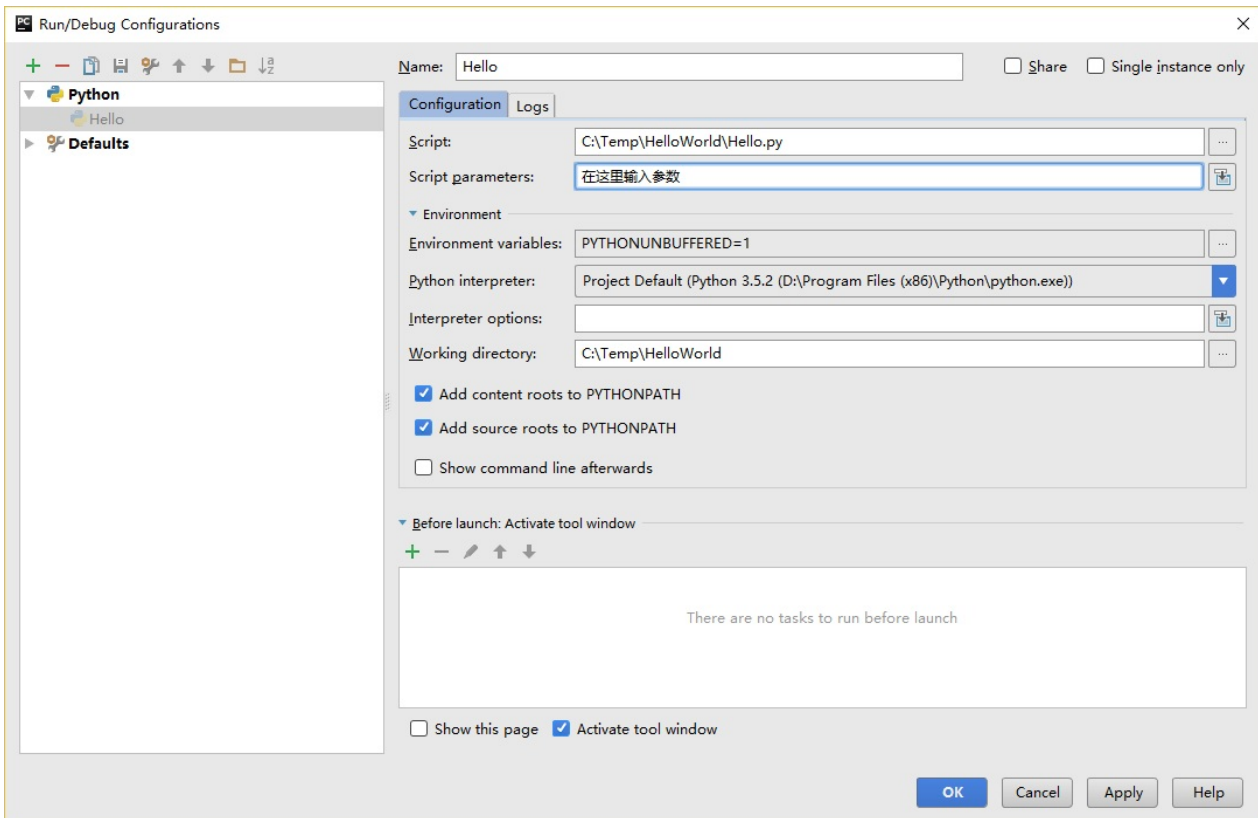 Run/Debug Configurations
Python
Hello
Defaults
Name: Hello
Share
Single instance only
Configuration
Logs
Script: C:\Temp\HelloWorld\Hello.py
Script parameters: 在这里输入参数
Environment
Environment variables: PYTHONUNBUFFERED=1
Python interpreter: Project Default (Python 3.5.2 (D:\Program Files (x86)\Python\python.exe))
Interpreter options:
Working directory: C:\Temp\HelloWorld
Add content roots to PYTHONPATH
Add source roots to PYTHONPATH
Show command line afterwards
Before launch: Activate tool window
There are no tasks to run before launch
Show this page
Activate tool window
OK
Cancel
Apply
Help